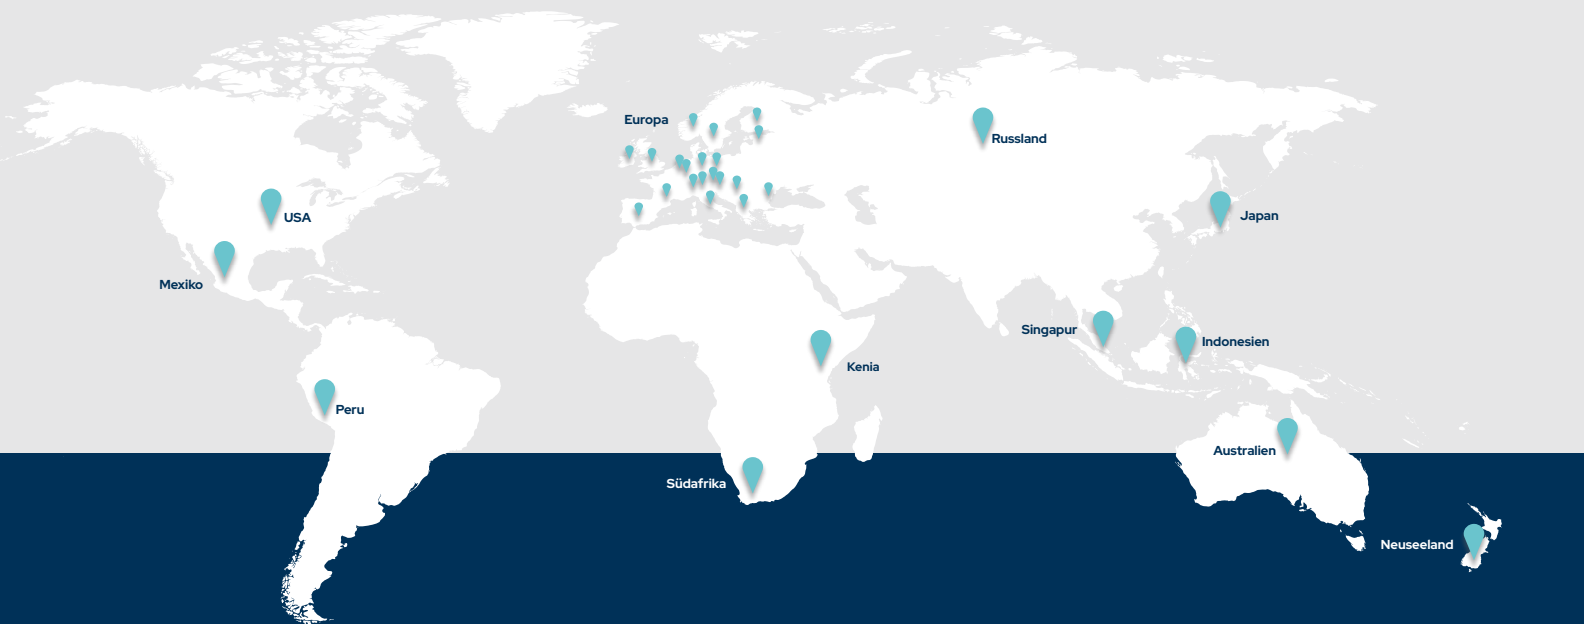 Europa
Russland
USA
Japan
Mexiko
Singapur
Indonesien
Kenia
Peru
Australien
Südafrika
Neuseeland